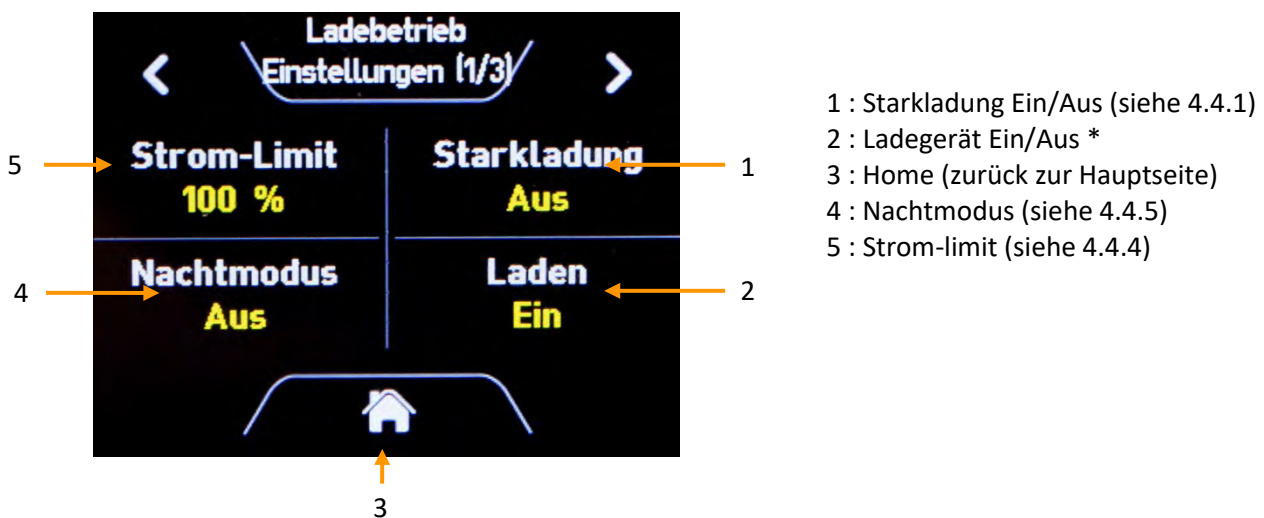 Ladebetrieb
Einstellungen (1/3)
Strom-Limit
100 %
Starkladung
Aus
Nachtmodus
Aus
Laden
Ein
5
1
4
2
3
1 : Starkladung Ein/Aus (siehe 4.4.1)
2 : Ladegerät Ein/Aus *
3 : Home (zurück zur Hauptseite)
4 : Nachtmodus (siehe 4.4.5)
5 : Strom-limit (siehe 4.4.4)